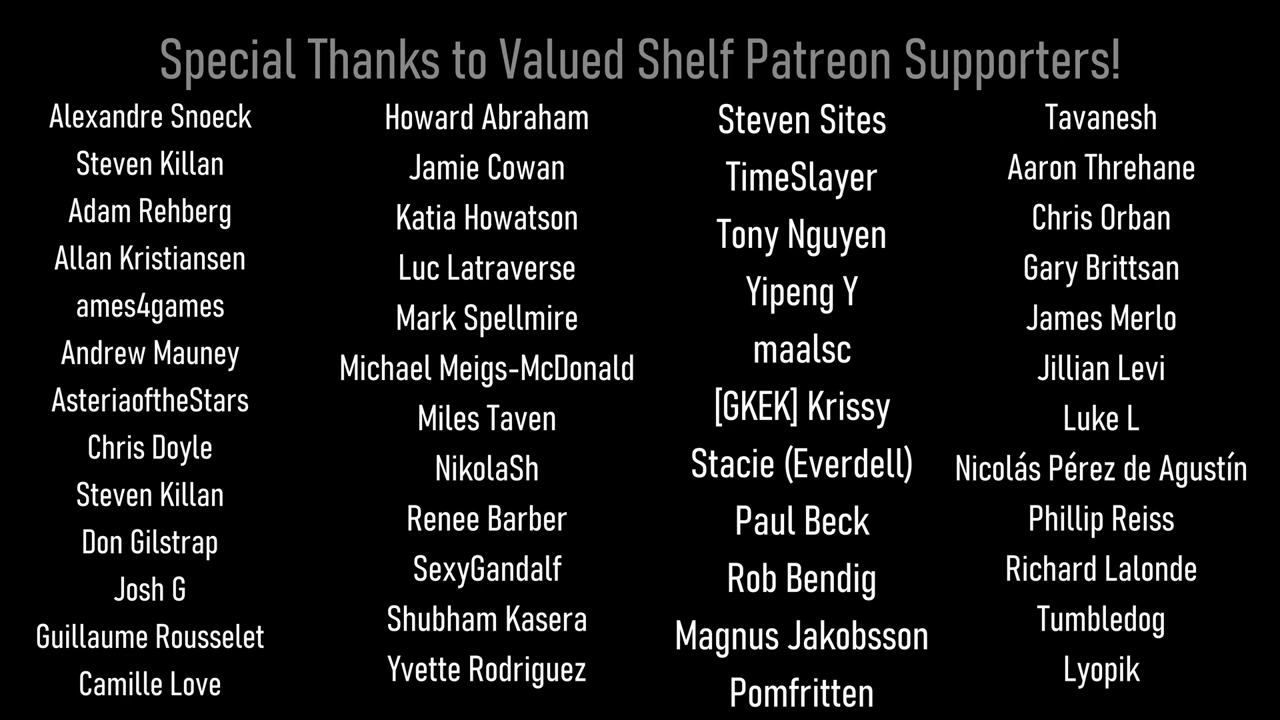 Special Thanks to Valued Shelf Patreon Supporters!
Alexandre Snoeck
Steven Killan
Adam Rehberg
Allan Kristiansen
ames4games
Andrew Mauney
AsteriaoftheStars
Chris Doyle
Steven Killan
Don Gilstrap
Josh G
Guillaume Rousselet
Camille Love
Howard Abraham
Jamie Cowan
Katia Howatson
Luc Latraverse
Mark Spellmire
Michael Meigs-McDonald
Miles Taven
NikolaSh
Renee Barber
SexyGandalf
Shubham Kasera
Yvette Rodriguez
Steven Sites
TimeSlayer
Tony Nguyen
Yipeng Y
maalsc
[GKEK] Krissy
Stacie (Everdell)
Paul Beck
Rob Bendig
Magnus Jakobsson
Pomfritten
Tavanesh
Aaron Threhane
Chris Orban
Gary Brittsan
James Merlo
Jillian Levi
Luke L
Nicolás Pérez de Agustín
Phillip Reiss
Richard Lalonde
Tumbledog
Lyopik